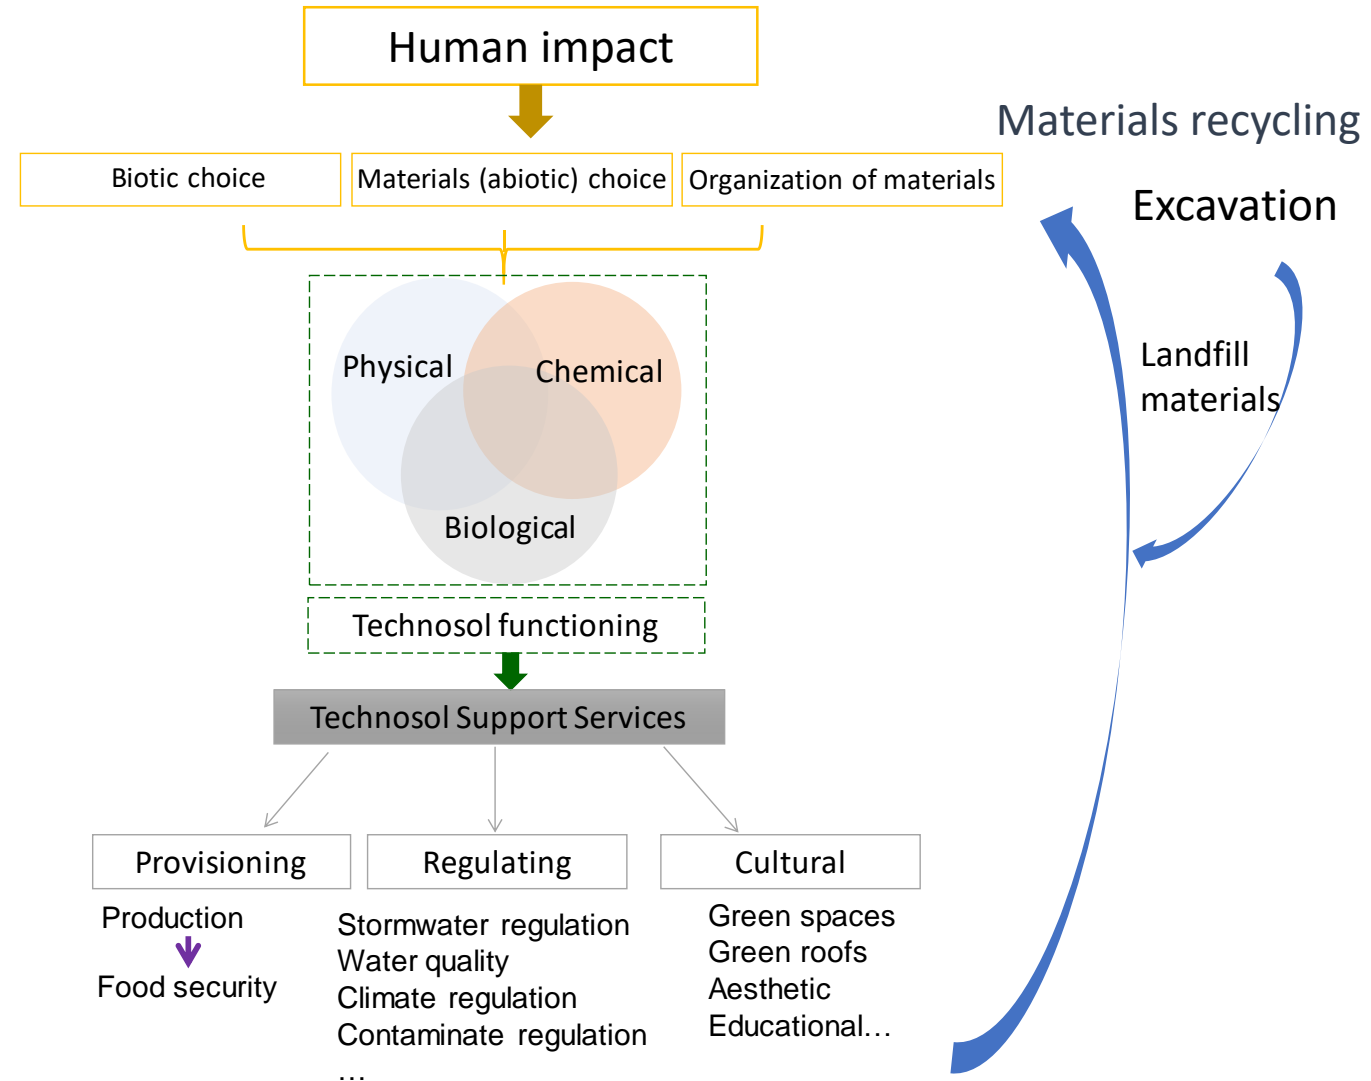 Human impact
Materials recycling
Biotic choice
Materials (abiotic) choice
Organization of materials
Excavation
Physical
Chemical
Biological
Landfill
materials
Technosol functioning
Technosol Support Services
Provisioning
Regulating
Cultural
Production
Food security
Stormwater regulation
Water quality
Climate regulation
Contaminate regulation
…
Green spaces
Green roofs
Aesthetic
Educational…